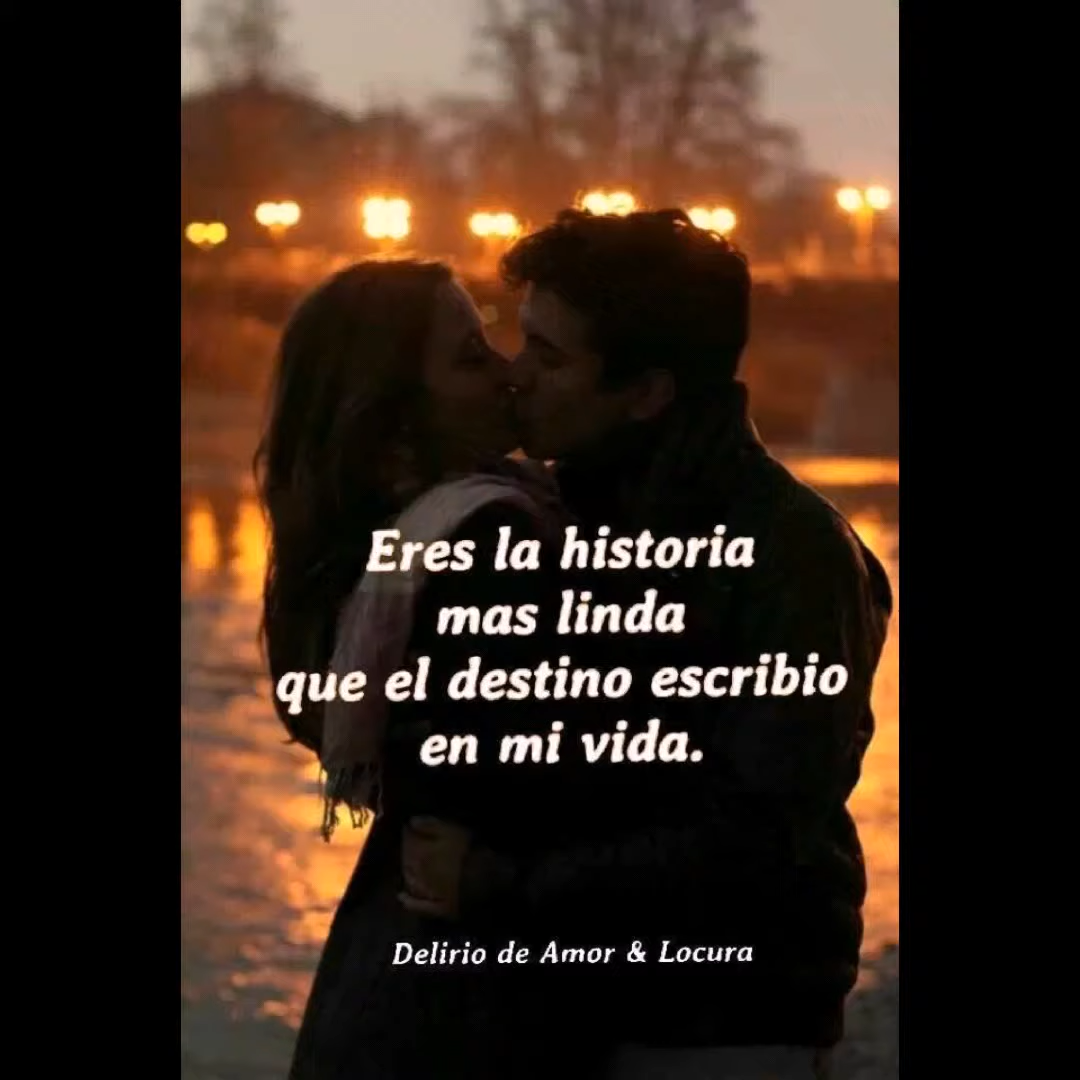 Eres la historia
mas linda
que el destino escribio
en mi vida.
Delirio de Amor & Locura